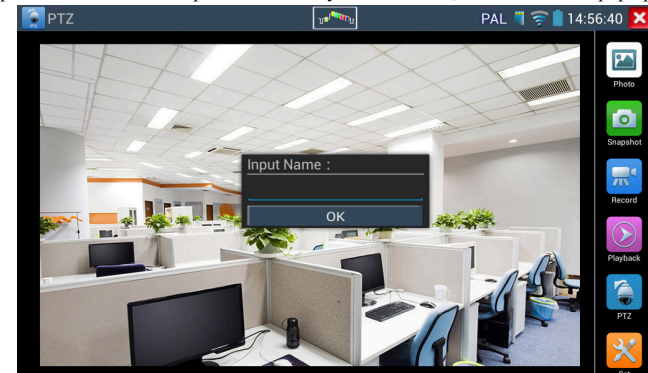 PTZ
PAL
14:56:40
Photo
Snapshot
Input Name :
OK
Record
Playback
PTZ